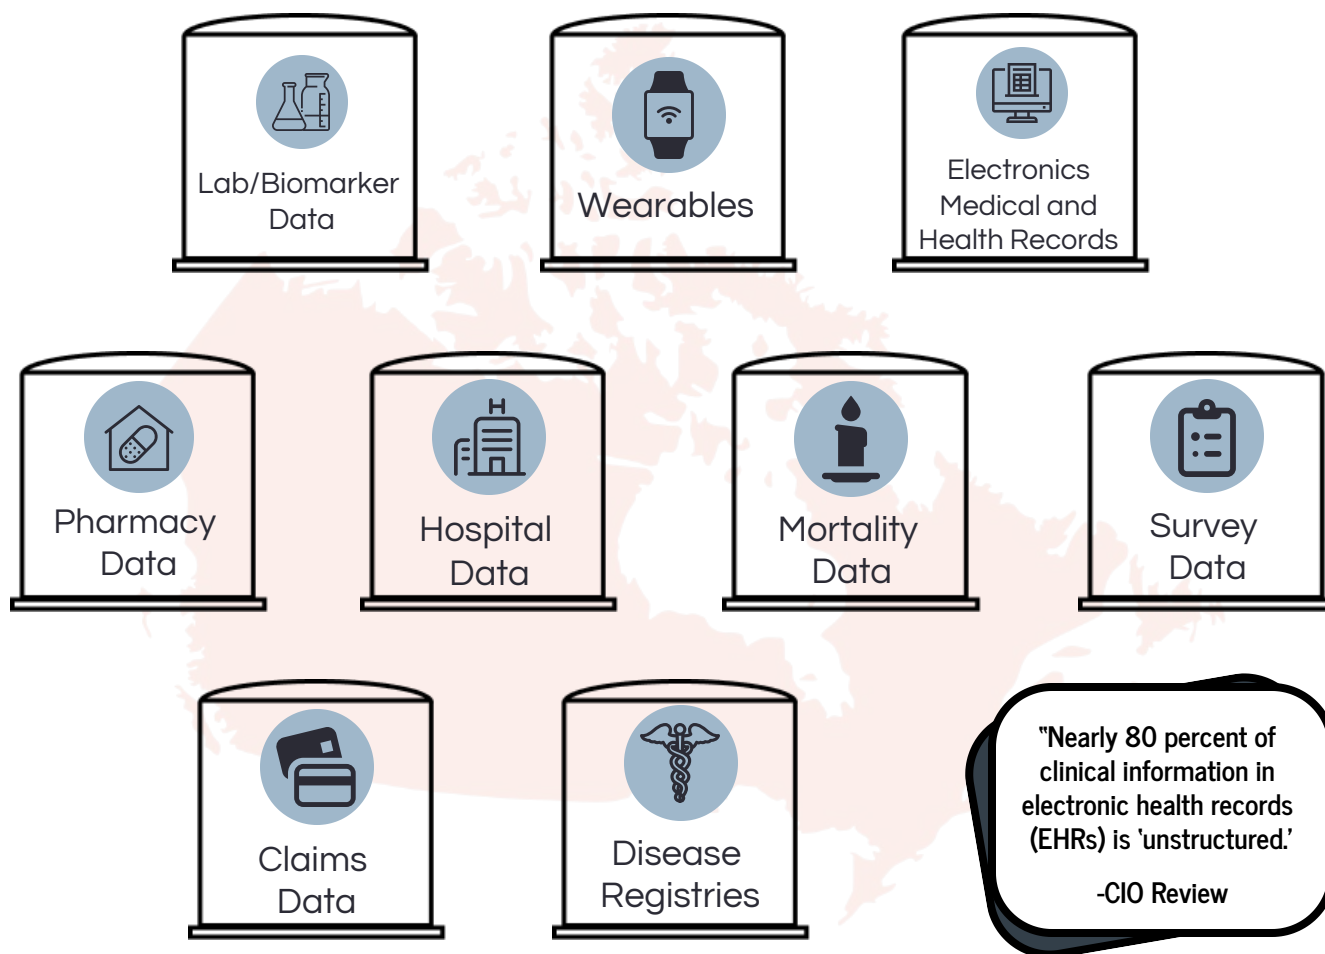 Lab/Biomarker
Data
Wearables
Electronics
Medical and
Health Records
Pharmacy
Data
H
Hospital
Data
Mortality
Data
Survey
Data
Claims
Data
Disease
Registries
"Nearly 80 percent of
clinical information in
electronic health records
(EHRs) is ‘unstructured.’
-CIO Review